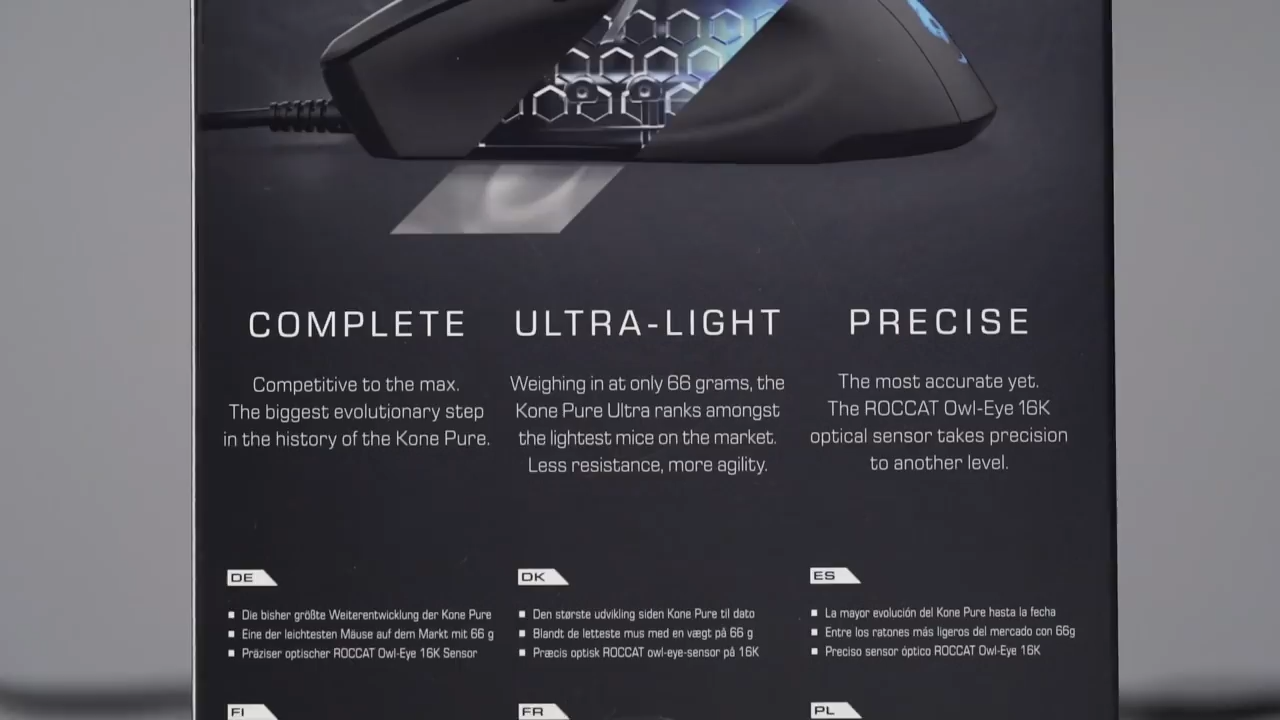 COMPLETE
Competitive to the max.
The biggest evolutionary step
in the history of the Kone Pure.
ULTRA-LIGHT
Weighing in at only 66 grams, the
Kone Pure Ultra ranks amongst
the lightest mice on the market.
Less resistance, more agility.
PRECISE
The most accurate yet.
The ROCCAT Owl-Eye 16K
optical sensor takes precision
to another level.
DE
Die bisher größte Weiterentwicklung der Kone Pure
Eine der leichtesten Mäuse auf dem Markt mit 66 g
Präziser optischer ROCCAT Owl-Eye 16K Sensor
DK
Den største udvikling siden Kone Pure til dato
Blandt de letteste mus med en vægt på 66 g
Præcis optisk ROCCAT owl-eye-sensor på 16K
ES
La mayor evolución del Kone Pure hasta la fecha
Entre los ratones más ligeros del mercado con 66g
Preciso sensor óptico ROCCAT Owl-Eye 16K
FI
FR
PL